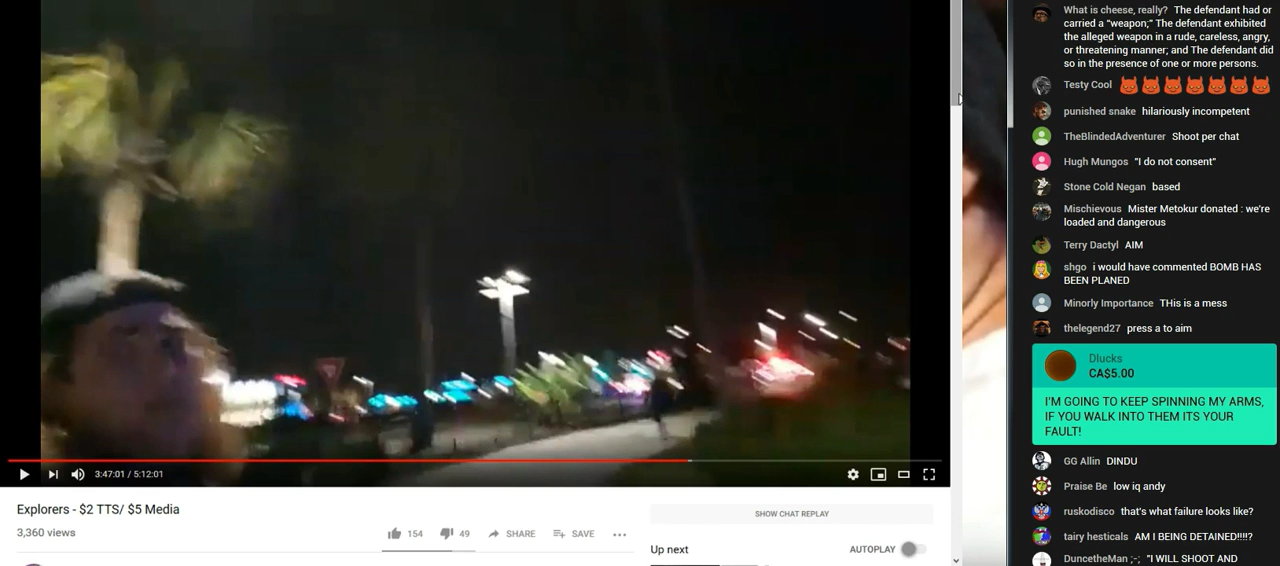 3:47:01 / 5:12:01
Explorers - $2 TTS/ $5 Media
3,360 views
154
49
SHARE
SAVE
SHOW CHAT REPLAY
Up next
AUTOPLAY
What is cheese, really? The defendant had or
carried a “weapon;” The defendant exhibited
the alleged weapon in a rude, careless, angry,
or threatening manner; and The defendant did
so in the presence of one or more persons.
Testy Cool
punished snake hilariously incompetent
TheBlindedAdventurer Shoot per chat
Hugh Mungos "I do not consent"
Stone Cold Negan based
Mischievous Mister Metokur donated : we're
loaded and dangerous
Terry Dactyl AIM
shgo i would have commented BOMB HAS
BEEN PLANED
Minorly Importance THis is a mess
thelegend27 press a to aim
Dlucks
CA$5.00
I'M GOING TO KEEP SPINNING MY ARMS,
IF YOU WALK INTO THEM ITS YOUR
FAULT!
GG Allin DINDU
Praise Be low iq andy
ruskodisco that's what failure looks like?
tairy hesticals AM I BEING DETAINED!!!!?
DuncetheMan ;-; "I WILL SHOOT AND